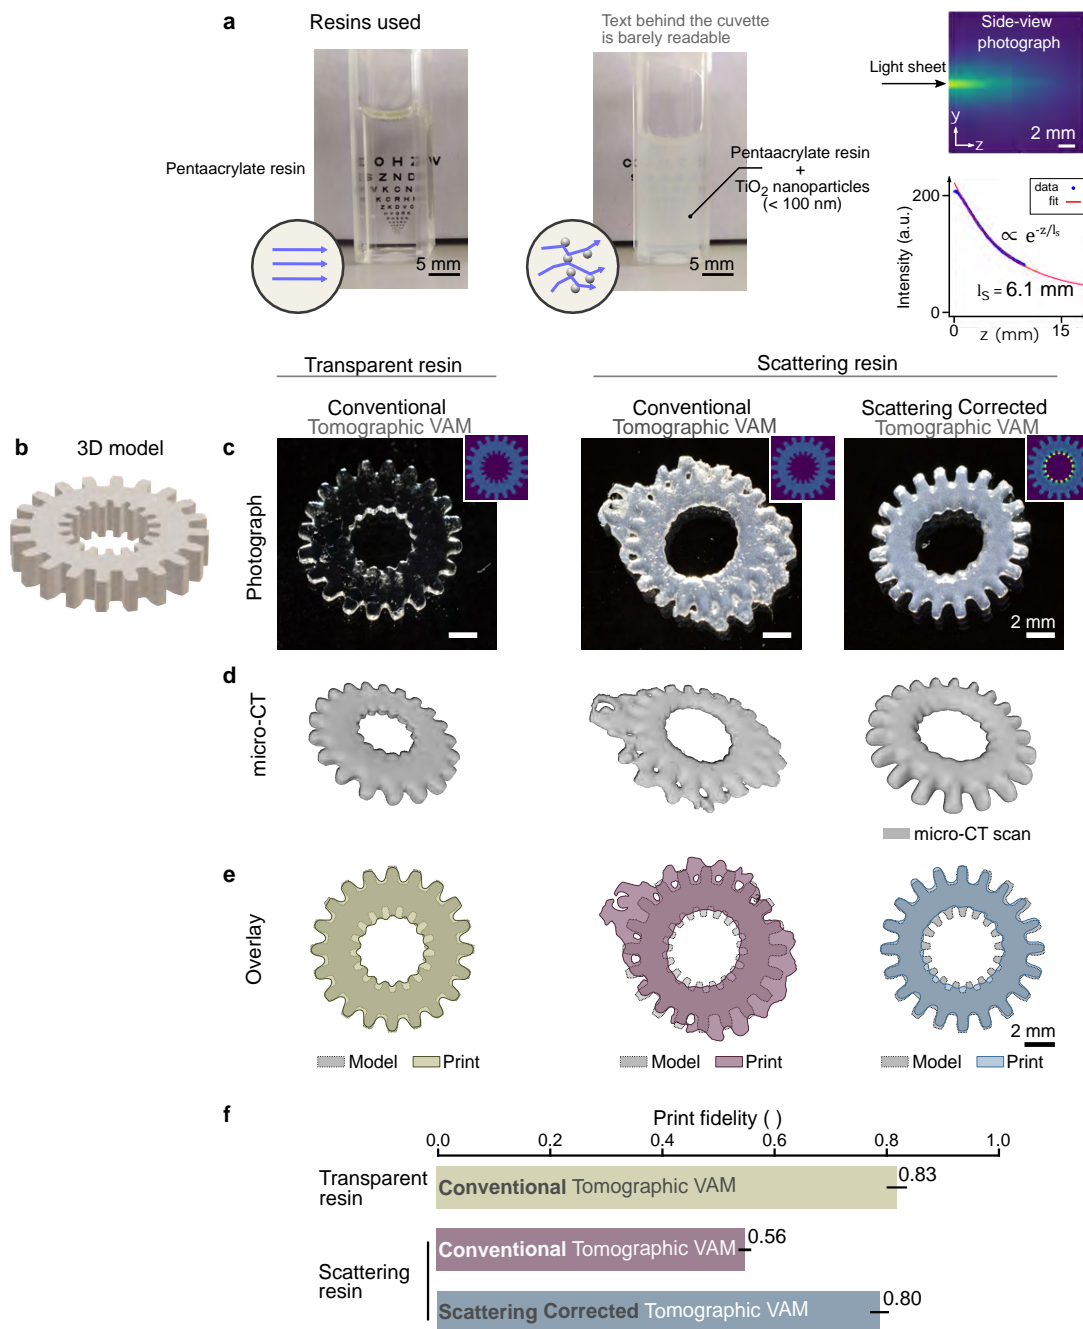 a
Resins used
Text behind the cuvette
is barely readable
Side-view
photograph
Light sheet
y
z
2 mm
Pentaacrylate resin
C O H Z V
S Z N D
V K C N
K C R H
Z K D V C
5 mm
Pentaacrylate resin
+
TiO₂ nanoparticles
(< 100 nm)
5 mm
data
fit
200
∝ e^-z/lₛ
lₛ = 6.1 mm
Intensity (a.u.)
0
0
15
z (mm)
Transparent resin
Scattering resin
Conventional
Tomographic VAM
Conventional
Tomographic VAM
Scattering Corrected
Tomographic VAM
b
3D model
c
Photograph
2 mm
d
micro-CT
micro-CT scan
e
Overlay
2 mm
Model
Print
Model
Print
Model
Print
f
Print fidelity ( )
0.0
0.2
0.4
0.6
0.8
1.0
Transparent
resin
Conventional Tomographic VAM
0.83
Scattering
resin
Conventional Tomographic VAM
0.56
Scattering Corrected Tomographic VAM
0.80